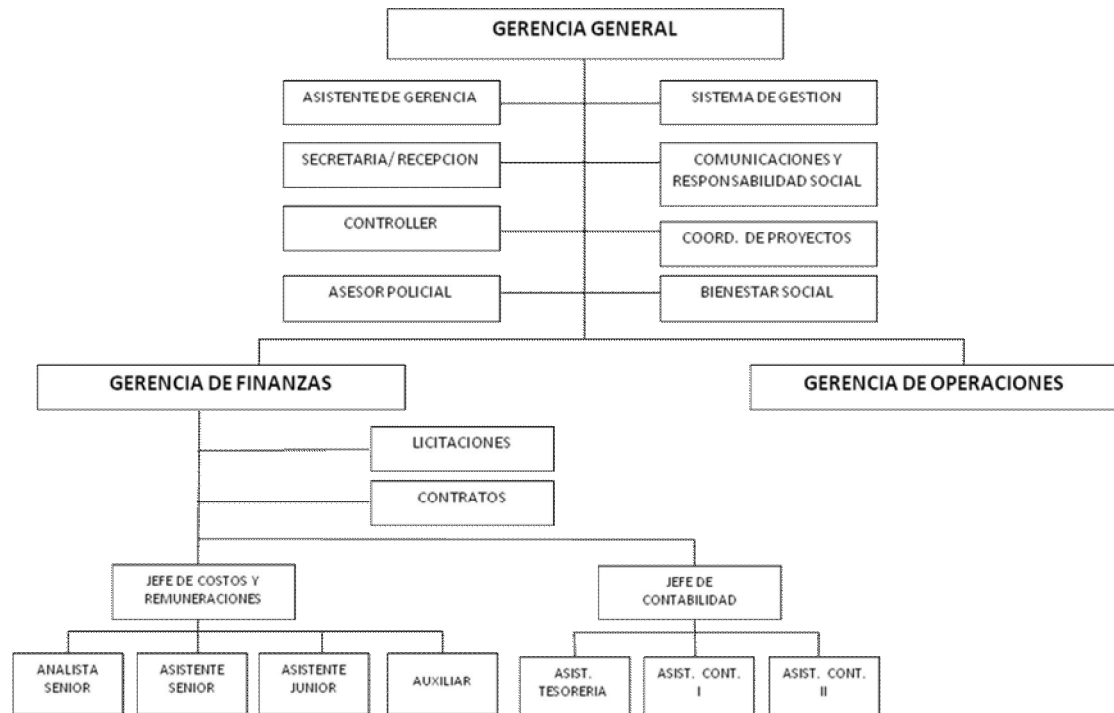 GERENCIA GENERAL
ASISTENTE DE GERENCIA
SISTEMA DE GESTION
SECRETARIA/ RECEPCION
COMUNICACIONES Y
RESPONSABILIDAD SOCIAL
CONTROLLER
COORD. DE PROYECTOS
ASESOR POLICIAL
BIENESTAR SOCIAL
GERENCIA DE FINANZAS
GERENCIA DE OPERACIONES
LICITACIONES
CONTRATOS
JEFE DE COSTOS Y
REMUNERACIONES
JEFE DE
CONTABILIDAD
ANALISTA
SENIOR
ASISTENTE
SENIOR
ASISTENTE
JUNIOR
AUXILIAR
ASIST.
TESORERIA
ASIST. CONT.
I
ASIST. CONT.
II